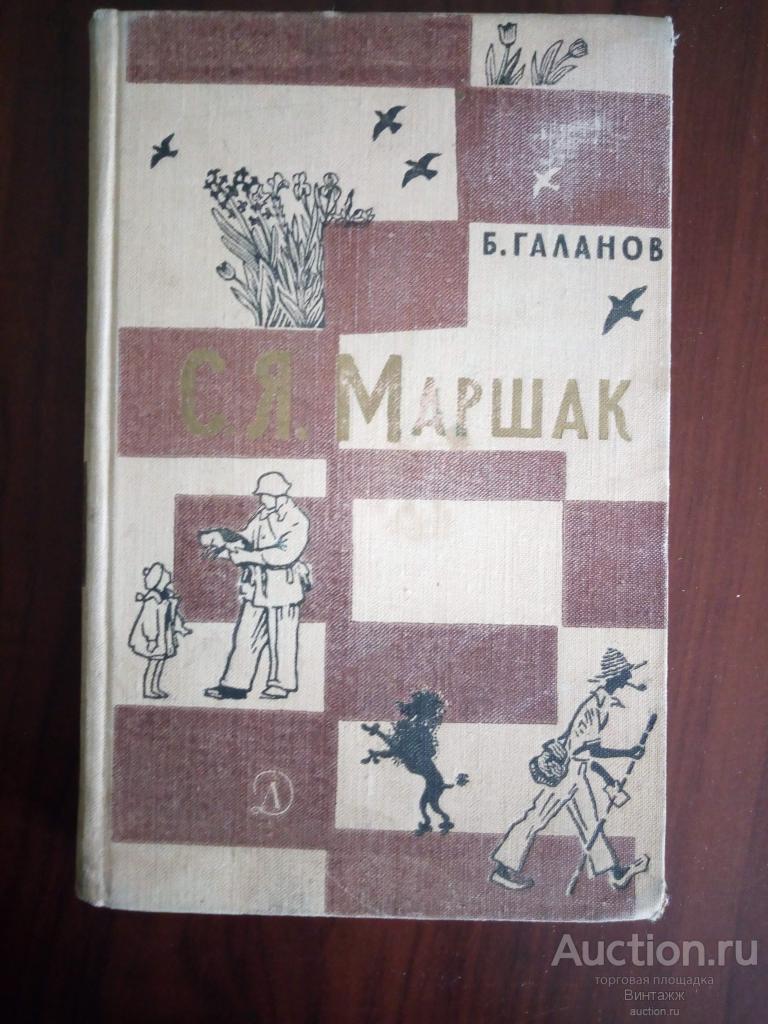 Б. ГАЛАНОВ
С. Я. МАРШАК
Д
Auction.ru
торговая площадка
Винтажж
auction.ru